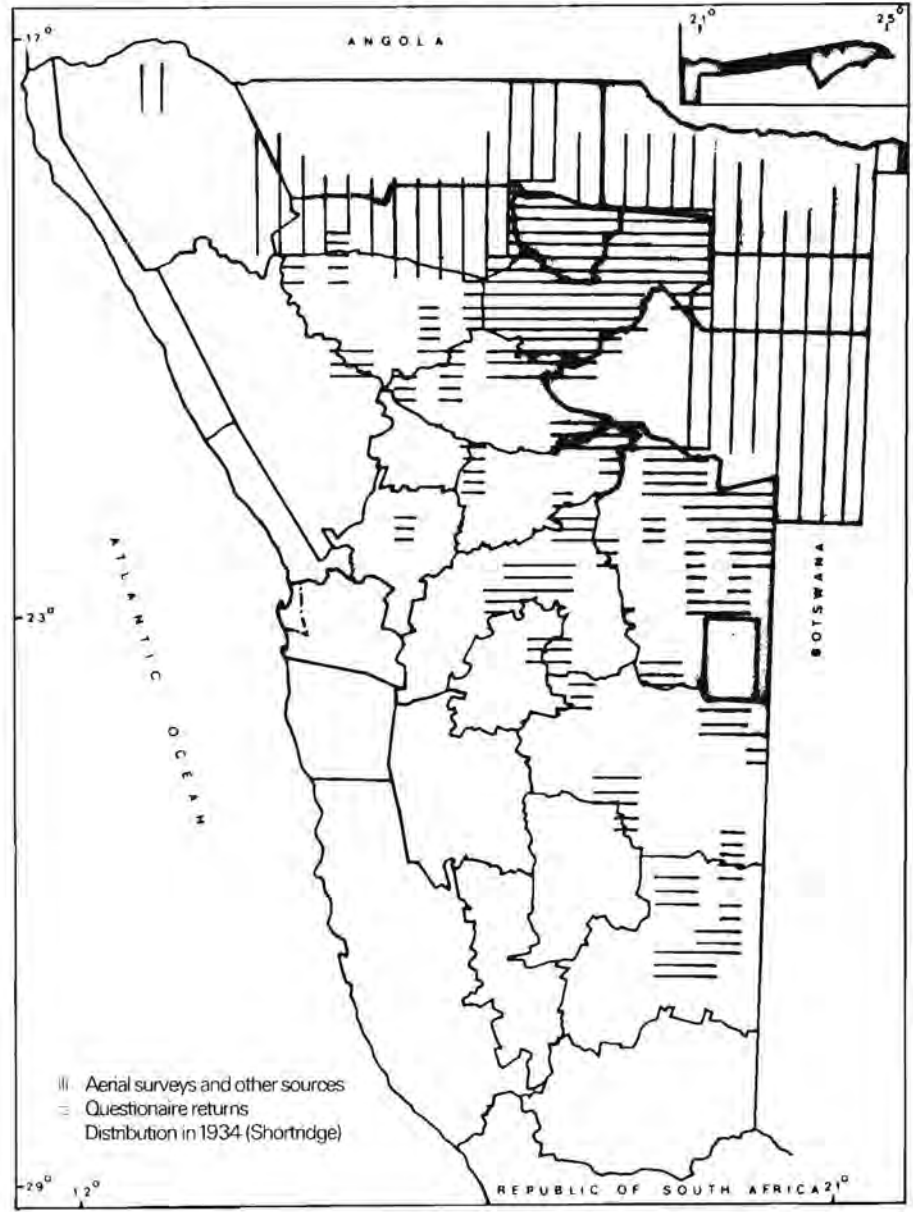 21° 25°
17°
ANGOLA
ATLANTIC OCEAN
23°
BOTSWANA
Aerial surveys and other sources
Questionaire returns
Distribution in 1934 (Shortridge)
29° 12°
REPUBLIC OF SOUTH AFRICA 21°